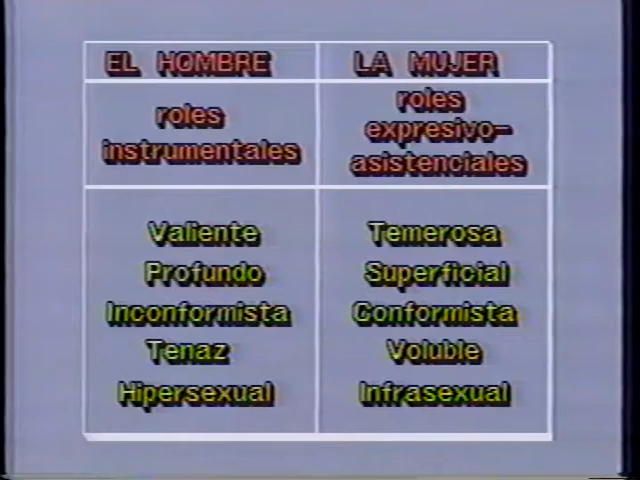 EL HOMBRE LA MUJER
roles instrumentales
roles expresivo-
asistenciales
Valiente Temerosa
Profundo Superficial
Inconformista Conformista
Tenaz Voluble
Hipersexual Infrasexual